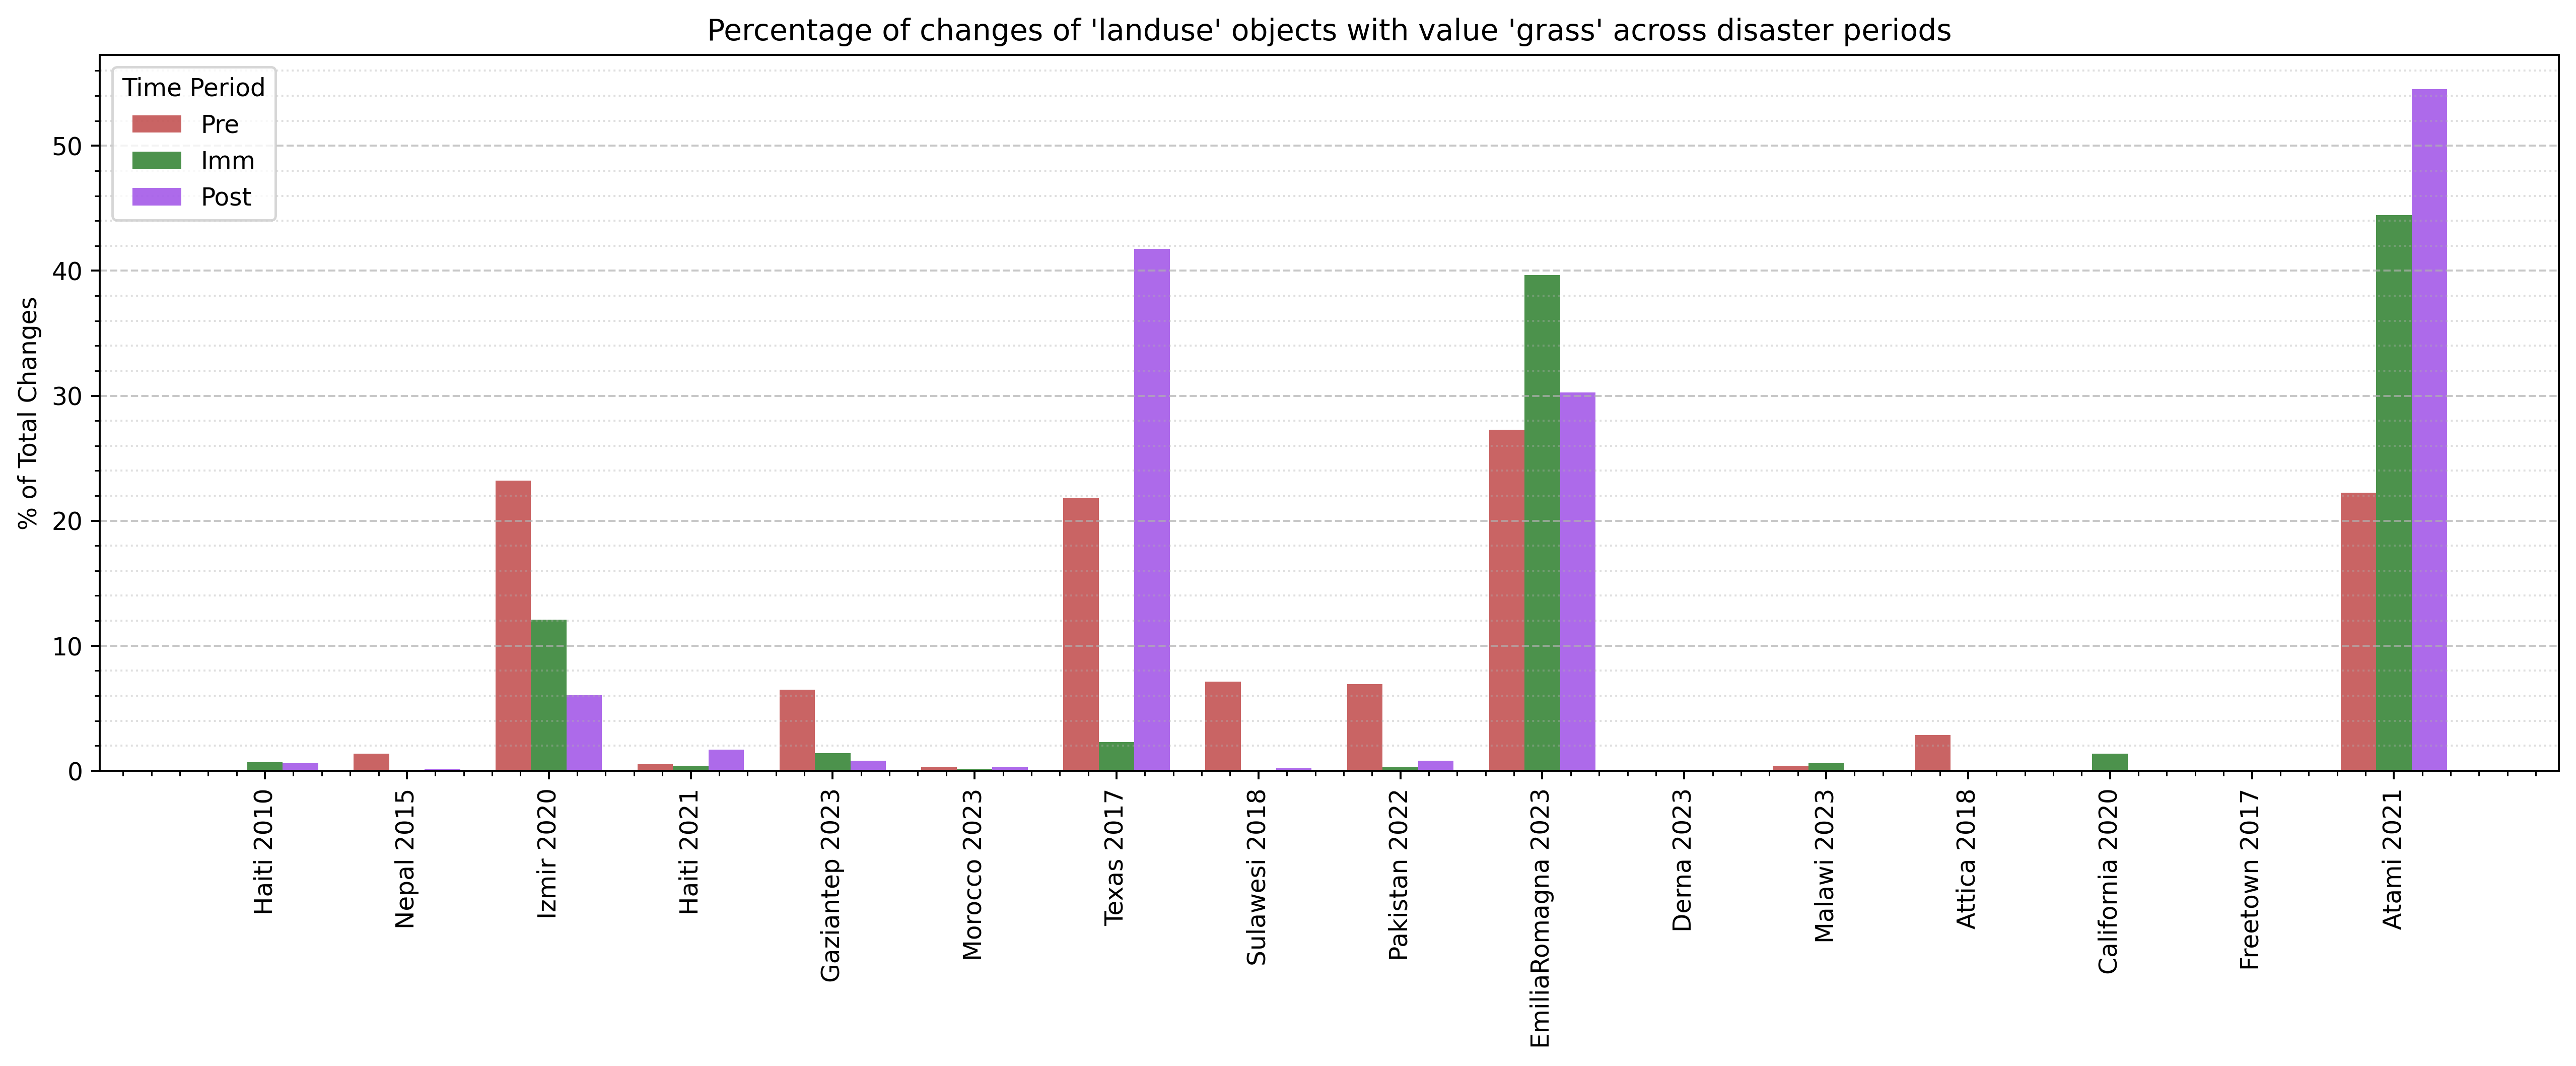 Percentage of changes of 'landuse' objects with value 'grass' across disaster periods
Time Period
Pre
Imm
Post
% of Total Changes
50
40
30
20
10
0
Haiti 2010
Nepal 2015
Izmir 2020
Haiti 2021
Gaziantep 2023
Morocco 2023
Texas 2017
Sulawesi 2018
Pakistan 2022
EmiliaRomagna 2023
Derna 2023
Malawi 2023
Attica 2018
California 2020
Freetown 2017
Atami 2021